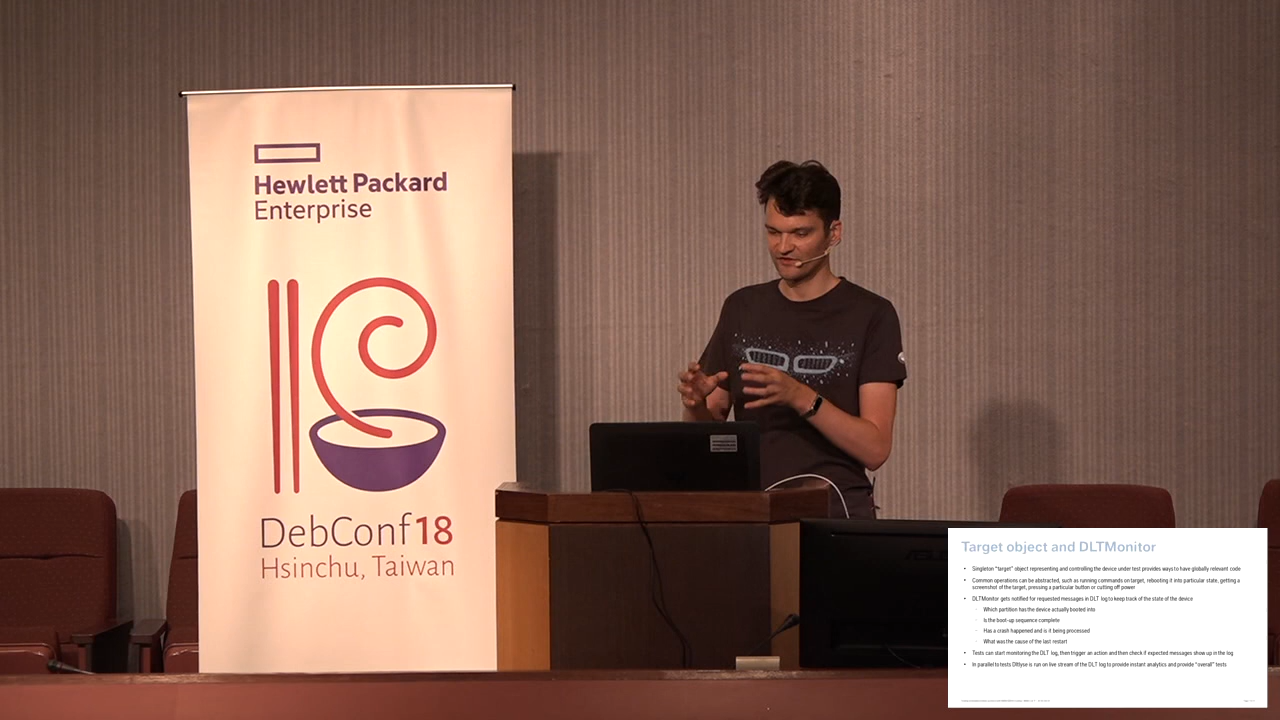 Hewlett Packard
Enterprise
DebConf18
Hsinchu, Taiwan
Target object and DLTMonitor
• Singleton "target" object representing and controlling the device under test provides ways to have globally relevant code
• Common operations can be abstracted, such as running commands on target, rebooting it into particular state, getting a
screenshot of the target, pressing a particular button or cutting off power
• DLTMonitor gets notified for requested messages in DLT log to keep track of the state of the device
Which partition has the device actually booted into
Is the boot-up sequence complete
Has a crash happened and is it being processed
What was the cause of the last restart
• Tests can start monitoring the DLT log, then trigger an action and then check if expected messages show up in the log
• In parallel to tests Dltlyse is run on live stream of the DLT log to provide instant analytics and provide "overall" tests